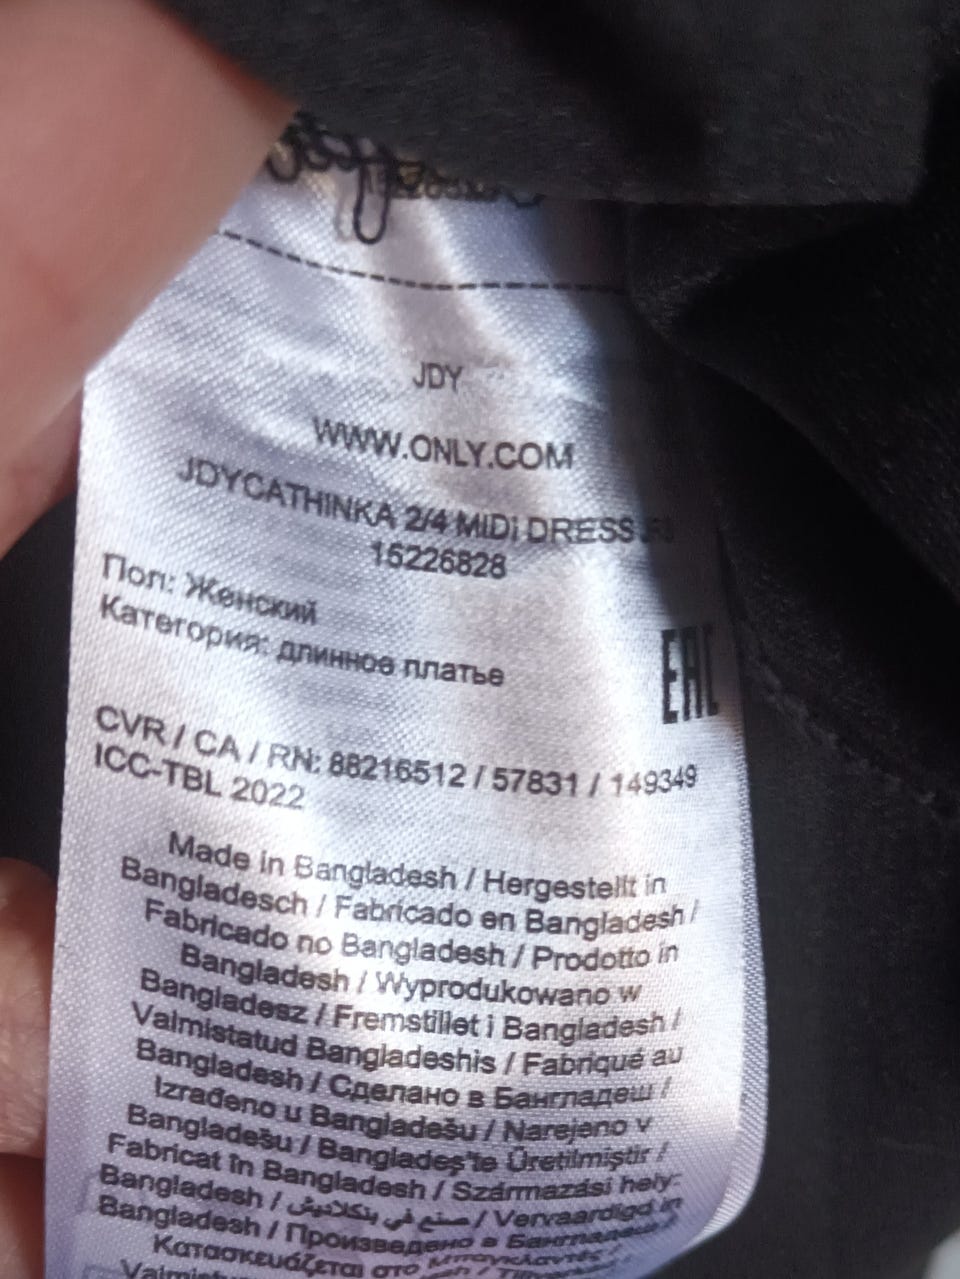 JDY
WWW.ONLY.COM
JDYCATHINKA 2/4 MIDI DRESS
15226828
Пол: Женский
Категория: длинное платье
EAC
CVR / CA / RN: 88216512 / 57831 / 149349
ICC-TBL 2022
Made in Bangladesh / Hergestellt in
Bangladesch / Fabricado en Bangladesh /
Fabricado no Bangladesh / Prodotto in
Bangladesh / Wyprodukowano w
Bangladesz / Fremstillet i Bangladesh /
Valmistatud Bangladeshis / Fabriqué au
Bangladesh / Сделано в Бангладеш /
Izrađeno u Bangladešu / Narejeno v
Bangladešu / Bangladeş'te Üretilmiştir /
Fabricat în Bangladesh / Származási hely:
Bangladesh / صنع في بنكلاديش / Vervaardigd in
Bangladesh / Произведено в Бангладеш
Κατασκευάζεται στο Μπαγκλαντές /